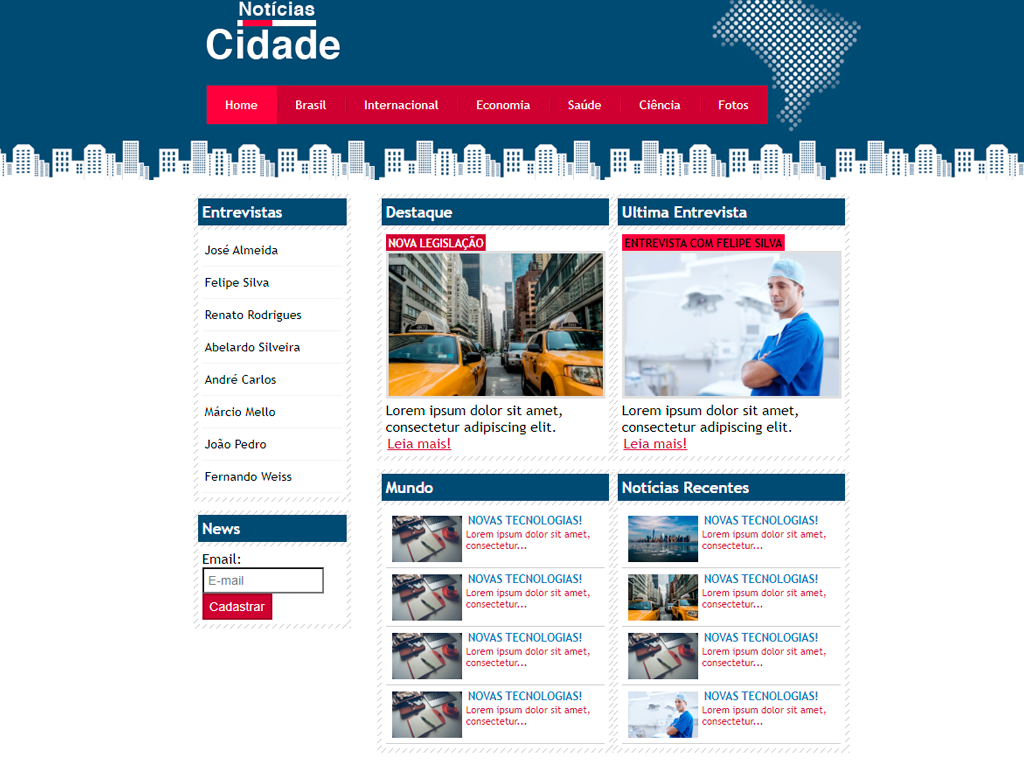 Notícias
Cidade
Home
Brasil
Internacional
Economia
Saúde
Ciência
Fotos
Entrevistas
José Almeida
Felipe Silva
Renato Rodrigues
Abelardo Silveira
André Carlos
Márcio Mello
João Pedro
Fernando Weiss
News
Email:
E-mail
Cadastrar
Destaque
NOVA LEGISLAÇÃO
Lorem ipsum dolor sit amet,
consectetur adipiscing elit.
Leia mais!
Ultima Entrevista
ENTREVISTA COM FELIPE SILVA
Lorem ipsum dolor sit amet,
consectetur adipiscing elit.
Leia mais!
Mundo
NOVAS TECNOLOGIAS!
Lorem ipsum dolor sit amet,
consectetur...
NOVAS TECNOLOGIAS!
Lorem ipsum dolor sit amet,
consectetur...
NOVAS TECNOLOGIAS!
Lorem ipsum dolor sit amet,
consectetur...
NOVAS TECNOLOGIAS!
Lorem ipsum dolor sit amet,
consectetur...
Notícias Recentes
NOVAS TECNOLOGIAS!
Lorem ipsum dolor sit amet,
consectetur...
NOVAS TECNOLOGIAS!
Lorem ipsum dolor sit amet,
consectetur...
NOVAS TECNOLOGIAS!
Lorem ipsum dolor sit amet,
consectetur...
NOVAS TECNOLOGIAS!
Lorem ipsum dolor sit amet,
consectetur...